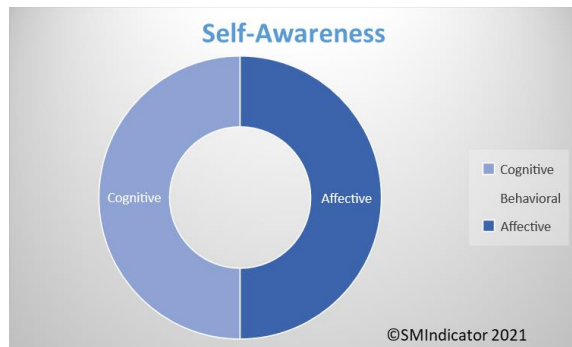 Self-Awareness
Cognitive
Affective
Cognitive
Behavioral
Affective
©SMIndicator 2021